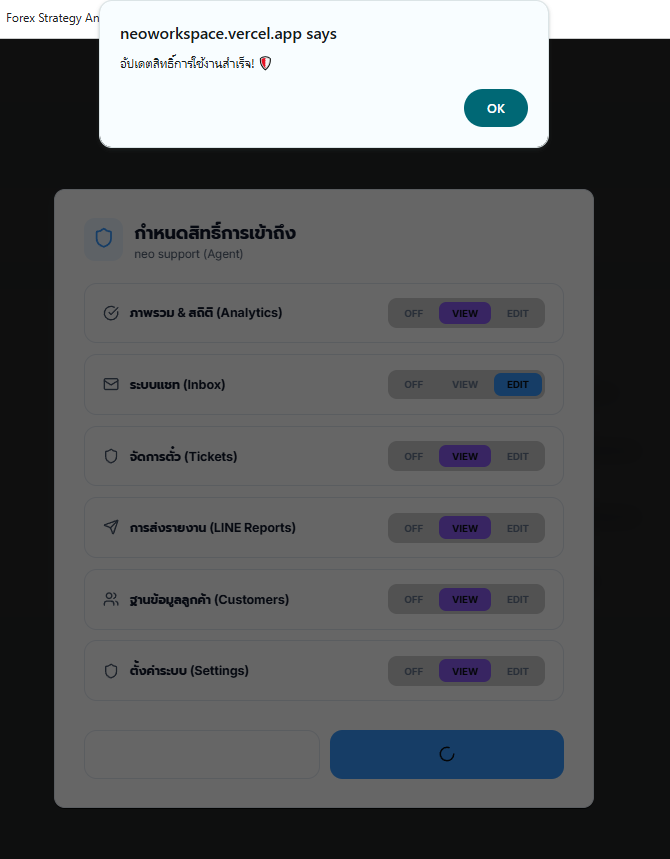 Forex Strategy An
neoworkspace.vercel.app says
อัปเดตสิทธิ์การใช้งานสำเร็จ! 🛡️
OK
กำหนดสิทธิ์การเข้าถึง
neo support (Agent)
ภาพรวม & สถิติ (Analytics) OFF VIEW EDIT
ระบบแชท (Inbox) OFF VIEW EDIT
จัดการตั๋ว (Tickets) OFF VIEW EDIT
การส่งรายงาน (LINE Reports) OFF VIEW EDIT
ฐานข้อมูลลูกค้า (Customers) OFF VIEW EDIT
ตั้งค่าระบบ (Settings) OFF VIEW EDIT